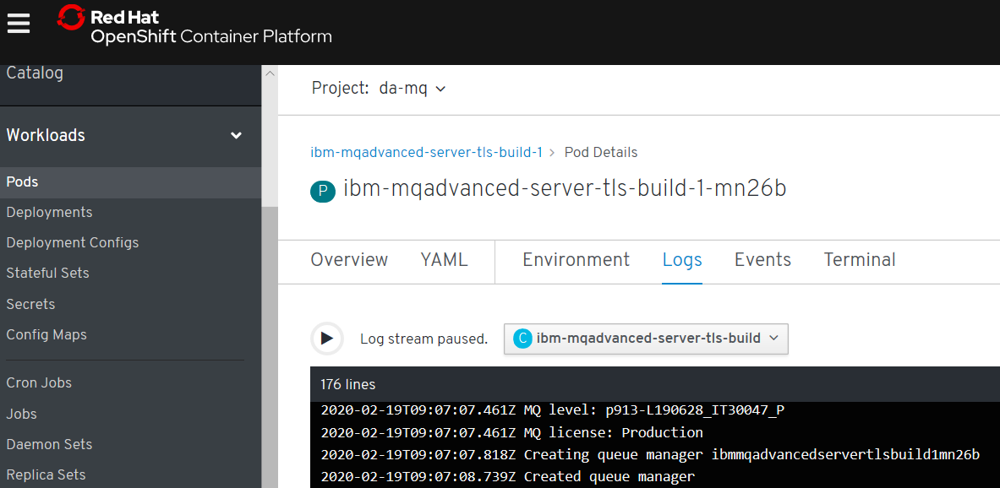 Red Hat
OpenShift Container Platform
Catalog
Workloads
Pods
Deployments
Deployment Configs
Stateful Sets
Secrets
Config Maps
Cron Jobs
Jobs
Daemon Sets
Replica Sets
Project: da-mq
ibm-mqadvanced-server-tls-build-1 > Pod Details
P ibm-mqadvanced-server-tls-build-1-mn26b
Overview YAML Environment Logs Events Terminal
Log stream paused. C ibm-mqadvanced-server-tls-build
176 lines
2020-02-19T09:07:07.461Z MQ level: p913-L190628_IT30047_P
2020-02-19T09:07:07.461Z MQ license: Production
2020-02-19T09:07:07.818Z Creating queue manager ibmmqadvancedservertlsbuild1mn26b
2020-02-19T09:07:08.739Z Created queue manager